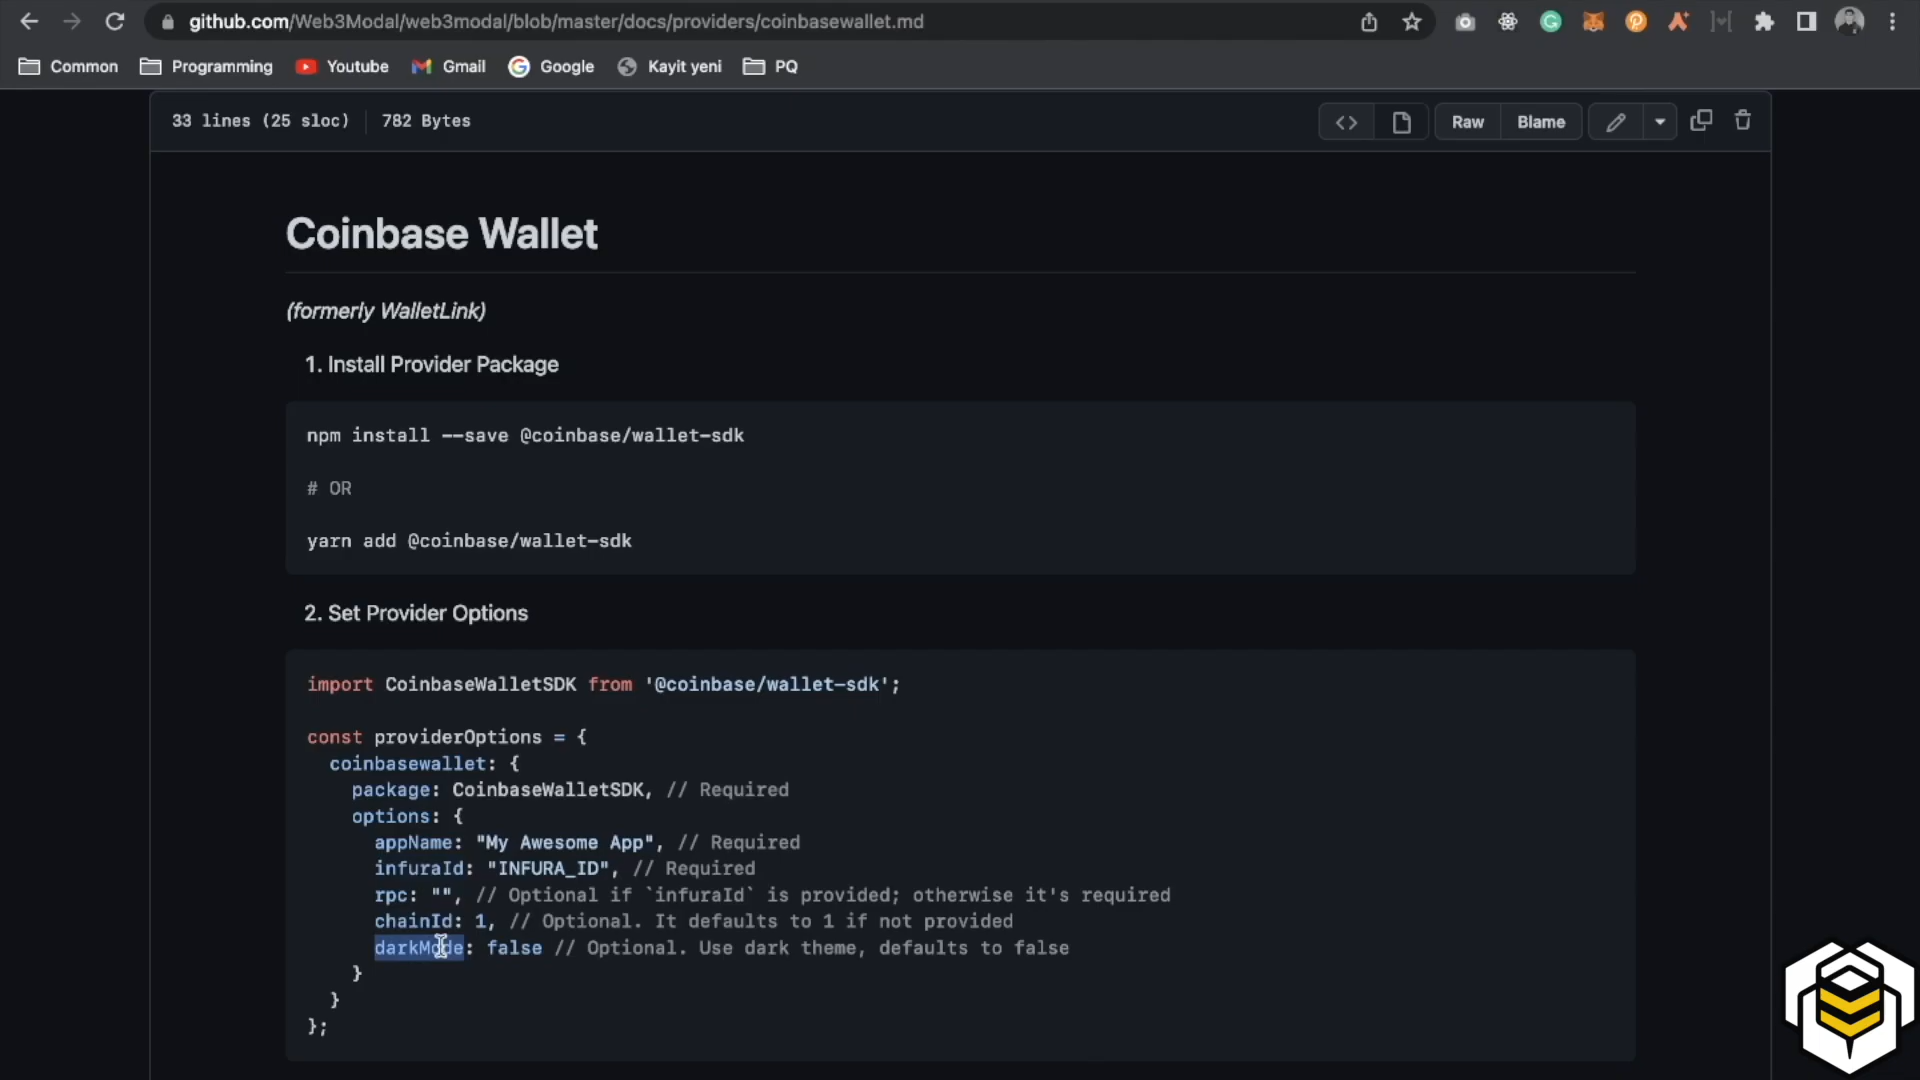 github.com/Web3Modal/web3modal/blob/master/docs/providers/coinbasewallet.md
Common Programming Youtube Gmail Google Kayit yeni PQ
33 lines (25 sloc) 782 Bytes Raw Blame
Coinbase Wallet
(formerly WalletLink)
1. Install Provider Package
npm install --save @coinbase/wallet-sdk
# OR
yarn add @coinbase/wallet-sdk
2. Set Provider Options
import CoinbaseWalletSDK from '@coinbase/wallet-sdk';
const providerOptions = {
coinbasewallet: {
package: CoinbaseWalletSDK, // Required
options: {
appName: "My Awesome App", // Required
infuraId: "INFURA_ID", // Required
rpc: "", // Optional if `infuraId` is provided; otherwise it's required
chainId: 1, // Optional. It defaults to 1 if not provided
darkMode: false // Optional. Use dark theme, defaults to false
}
}
};